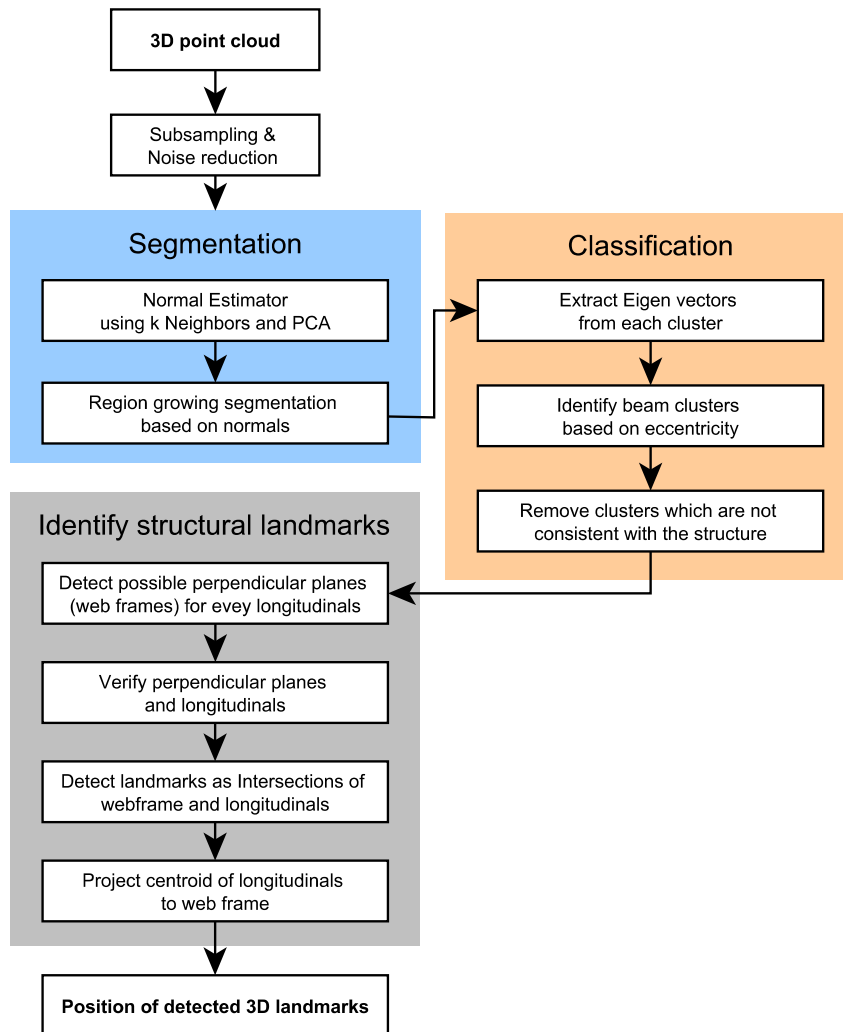 3D point cloud
Subsampling &
Noise reduction
Segmentation
Normal Estimator
using k Neighbors and PCA
Region growing segmentation
based on normals
Classification
Extract Eigen vectors
from each cluster
Identify beam clusters
based on eccentricity
Remove clusters which are not
consistent with the structure
Identify structural landmarks
Detect possible perpendicular planes
(web frames) for evey longitudinals
Verify perpendicular planes
and longitudinals
Detect landmarks as Intersections of
webframe and longitudinals
Project centroid of longitudinals
to web frame
Position of detected 3D landmarks